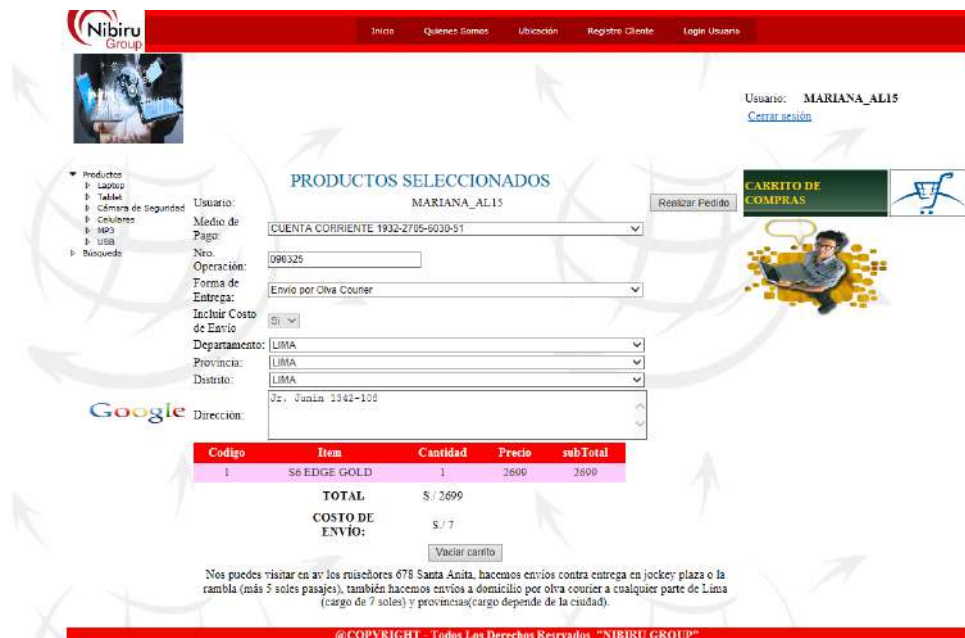 Nibiru
Group
Inicio Quienes Somos Ubicación Registro Cliente Login Usuario
Usuario: MARIANA_AL15
Cerrar sesión
Productos
Laptop
Tablet
Cámara de Seguridad
Celulares
MP3
USB
Búsqueda
PRODUCTOS SELECCIONADOS
Usuario: MARIANA_AL15 Realizar Pedido
Medio de
Pago: CUENTA CORRIENTE 1932-2705-6030-51
Nro.
Operación: 090325
Forma de
Entrega: Envio por Olva Courier
Incluir Costo
de Envío Si
Departamento: LIMA
Provincia: LIMA
Distrito: LIMA
Dirección: Jr. Junin 1342-108
CARRITO DE
COMPRAS
Google
Codigo Item Cantidad Precio subTotal
1 S6 EDGE GOLD 1 2699 2699
TOTAL S./ 2699
COSTO DE
ENVÍO: S./ 7
Vaciar carrito
Nos puedes visitar en av los ruiseñores 678 Santa Anita, hacemos envíos contra entrega en jockey plaza o la
rambla (más 5 soles pasajes), también hacemos envíos a domicilio por olva courier a cualquier parte de Lima
(cargo de 7 soles) y provincias(cargo depende de la ciudad).
@COPYRIGHT - Todos Los Derechos Resrvados "NIBIRU GROUP"